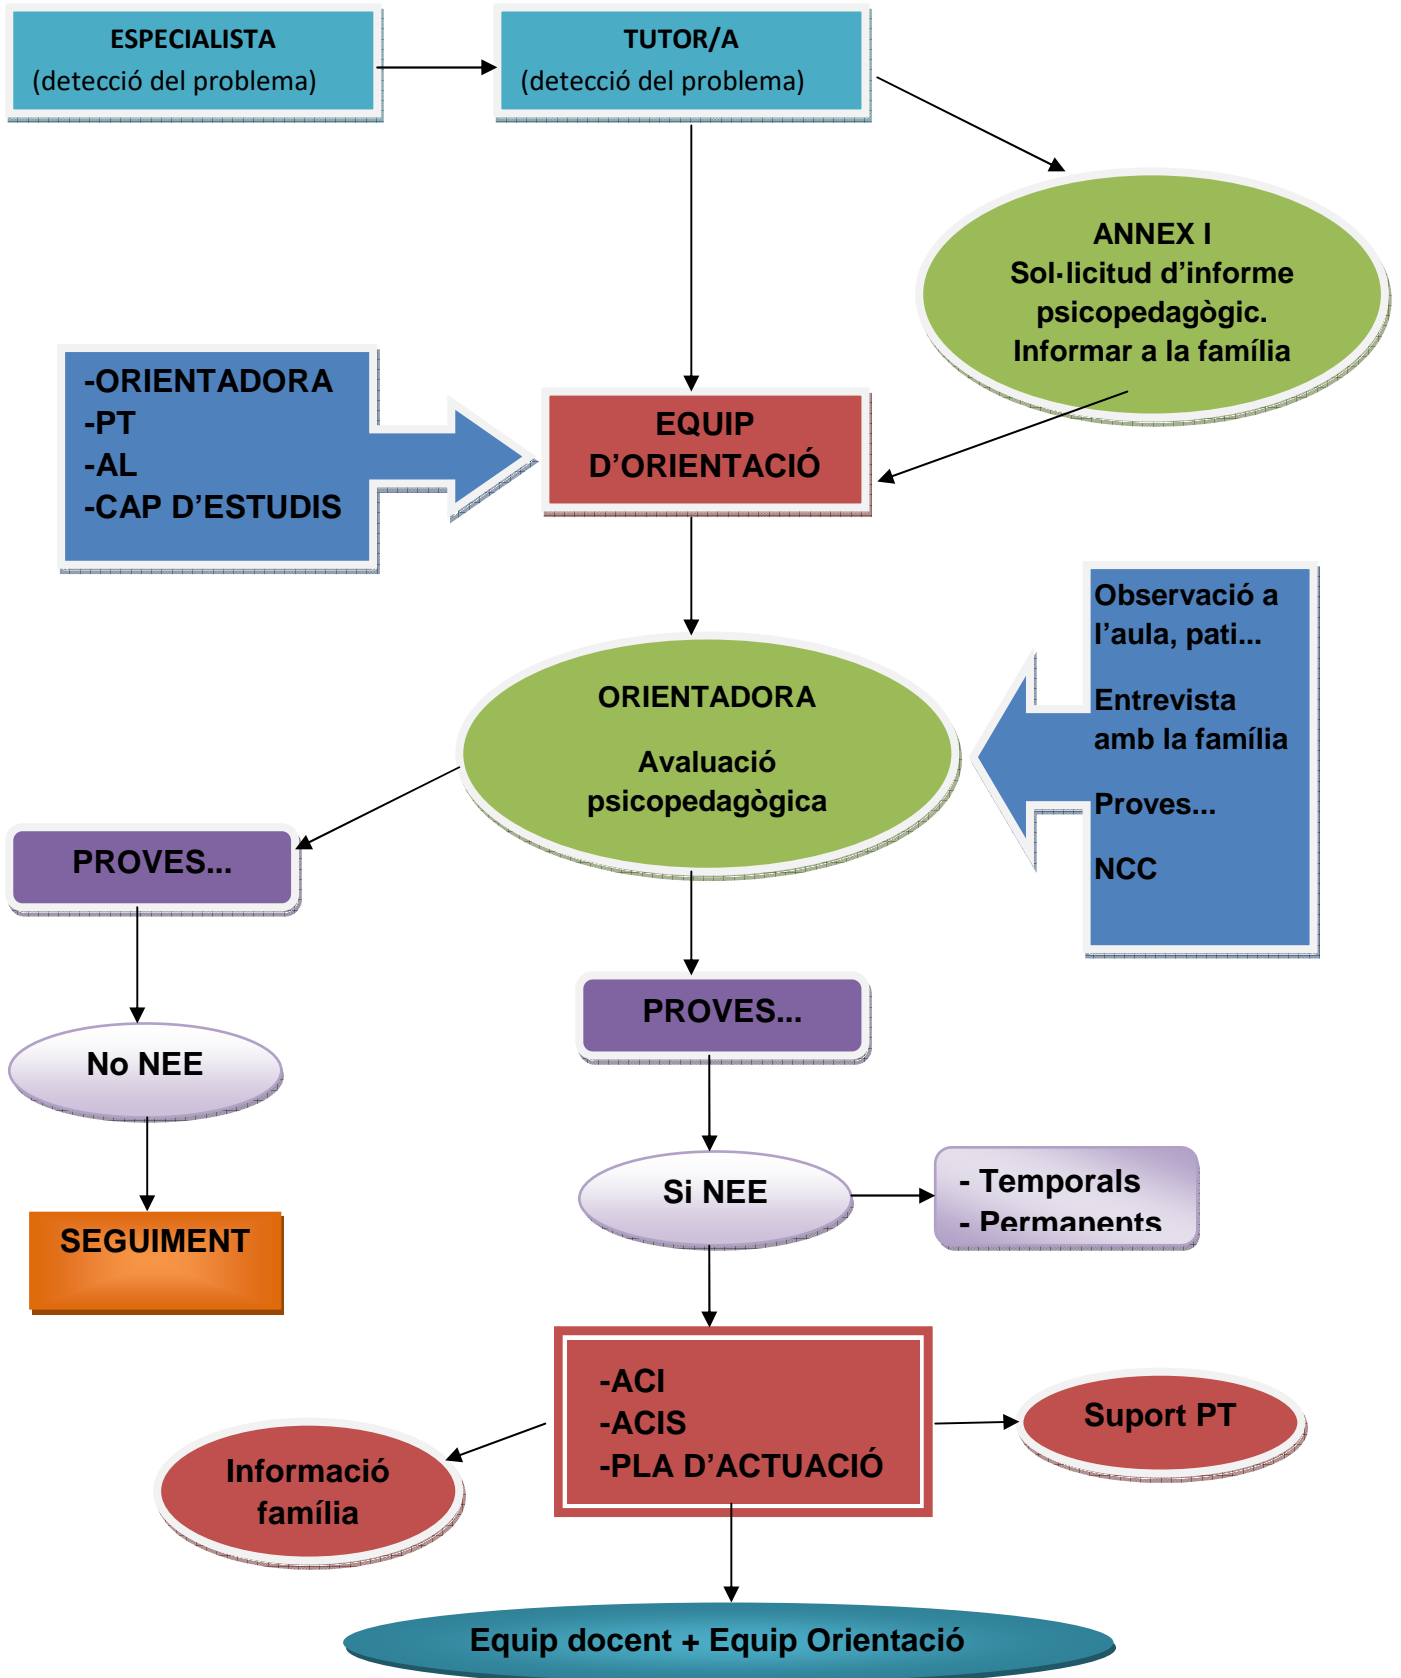 ESPECIALISTA
(detecció del problema)
TUTOR/A
(detecció del problema)
ANNEX I
Sol·licitud d’informe
psicopedagògic.
Informar a la família
-ORIENTADORA
-PT
-AL
-CAP D’ESTUDIS
EQUIP
D’ORIENTACIÓ
Observació a
l’aula, pati...
Entrevista
amb la família
Proves...
NCC
ORIENTADORA
Avaluació
psicopedagògica
PROVES...
PROVES...
No NEE
Si NEE
- Temporals
- Permanents
SEGUIMENT
-ACI
-ACIS
-PLA D’ACTUACIÓ
Suport PT
Informació
família
Equip docent + Equip Orientació